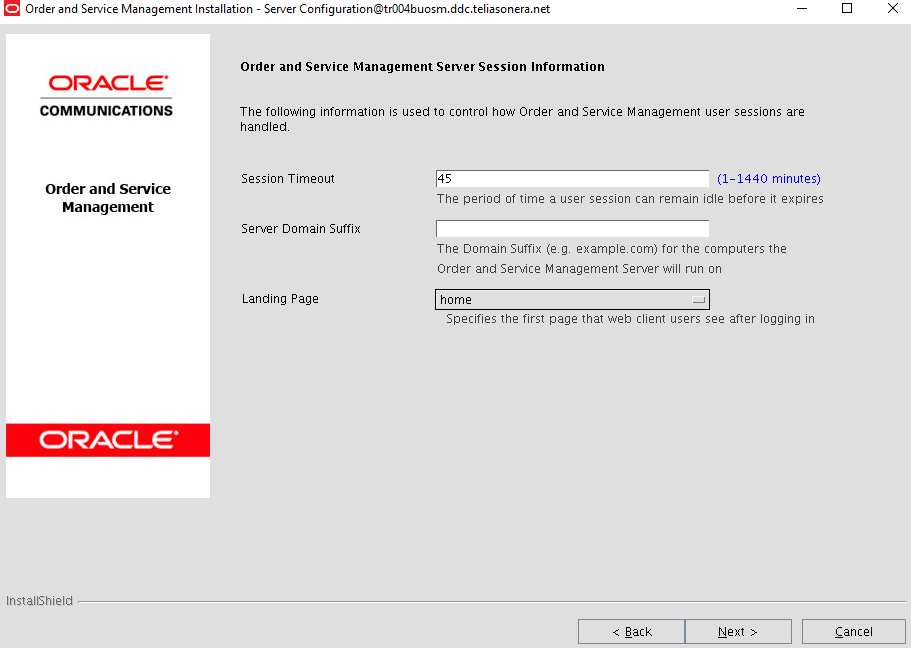 Order and Service Management Installation - Server Configuration@tr004buosm.ddc.teliasonera.net
ORACLE
COMMUNICATIONS
Order and Service
Management
ORACLE
Order and Service Management Server Session Information
The following information is used to control how Order and Service Management user sessions are
handled.
Session Timeout
45
(1-1440 minutes)
The period of time a user session can remain idle before it expires
Server Domain Suffix
The Domain Suffix (e.g. example.com) for the computers the
Order and Service Management Server will run on
Landing Page
home
Specifies the first page that web client users see after logging in
InstallShield
< Back
Next >
Cancel